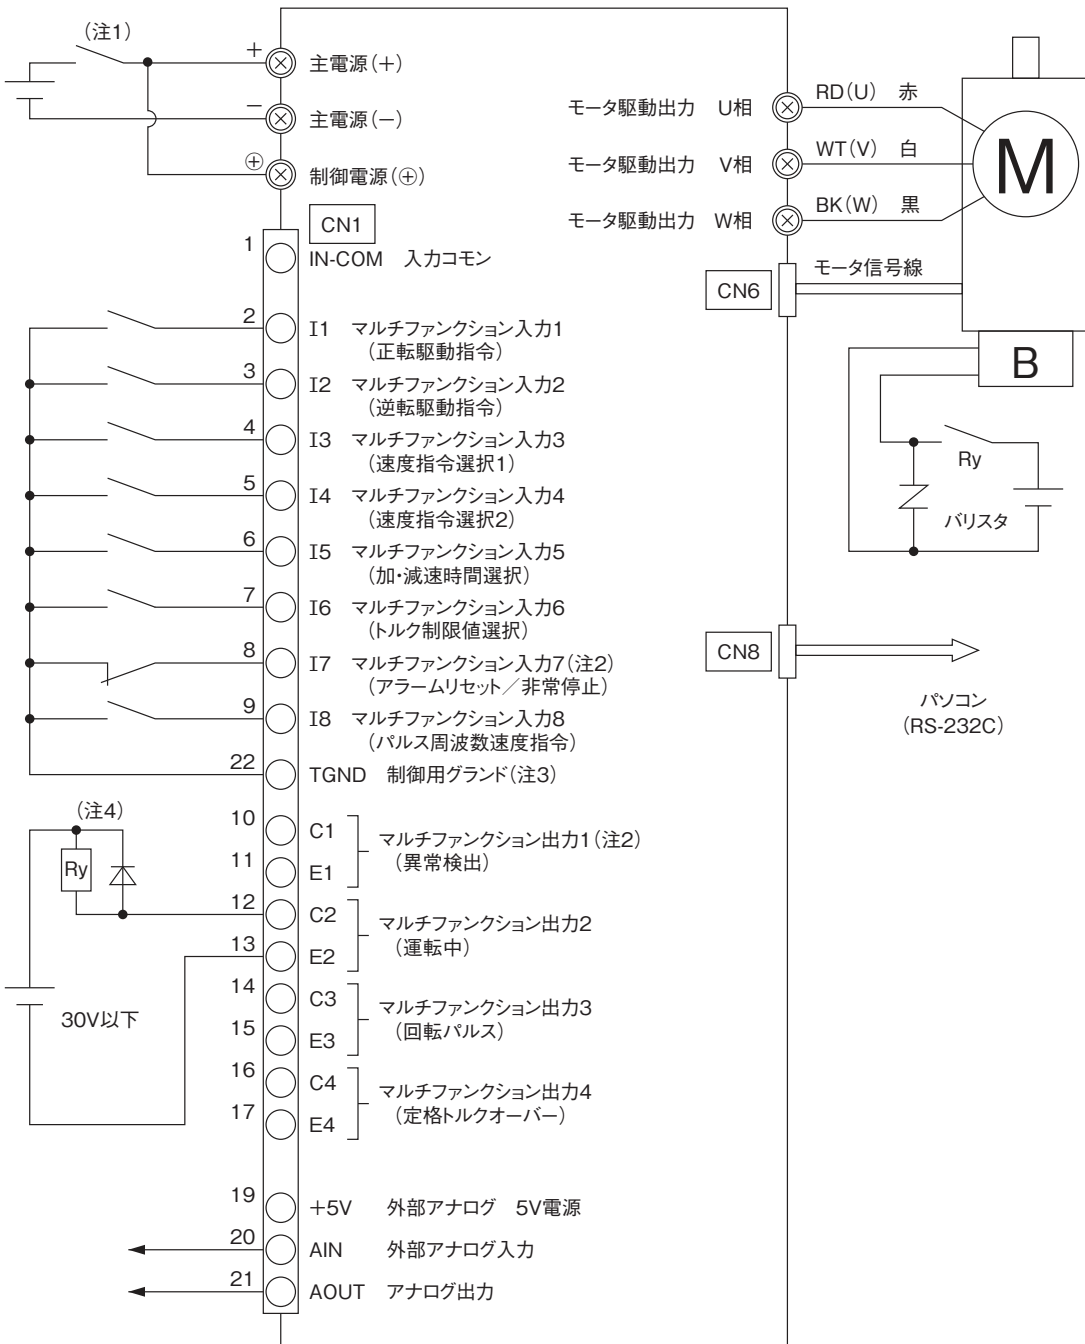 (注1)
+
主電源(+)
−
主電源(−)
⊕
制御電源(⊕)
モータ駆動出力 U相
RD(U) 赤
モータ駆動出力 V相
WT(V) 白
モータ駆動出力 W相
BK(W) 黒
M
CN1
1
IN-COM 入力コモン
CN6
モータ信号線
B
2
I1 マルチファンクション入力1
(正転駆動指令)
3
I2 マルチファンクション入力2
(逆転駆動指令)
4
I3 マルチファンクション入力3
(速度指令選択1)
5
I4 マルチファンクション入力4
(速度指令選択2)
6
I5 マルチファンクション入力5
(加・減速時間選択)
7
I6 マルチファンクション入力6
(トルク制限値選択)
8
I7 マルチファンクション入力7(注2)
(アラームリセット/非常停止)
9
I8 マルチファンクション入力8
(パルス周波数速度指令)
22
TGND 制御用グランド(注3)
Ry
バリスタ
CN8
パソコン
(RS-232C)
(注4)
Ry
30V以下
10
C1
11
E1
マルチファンクション出力1(注2)
(異常検出)
12
C2
13
E2
マルチファンクション出力2
(運転中)
14
C3
15
E3
マルチファンクション出力3
(回転パルス)
16
C4
17
E4
マルチファンクション出力4
(定格トルクオーバー)
19
+5V 外部アナログ 5V電源
20
AIN 外部アナログ入力
21
AOUT アナログ出力